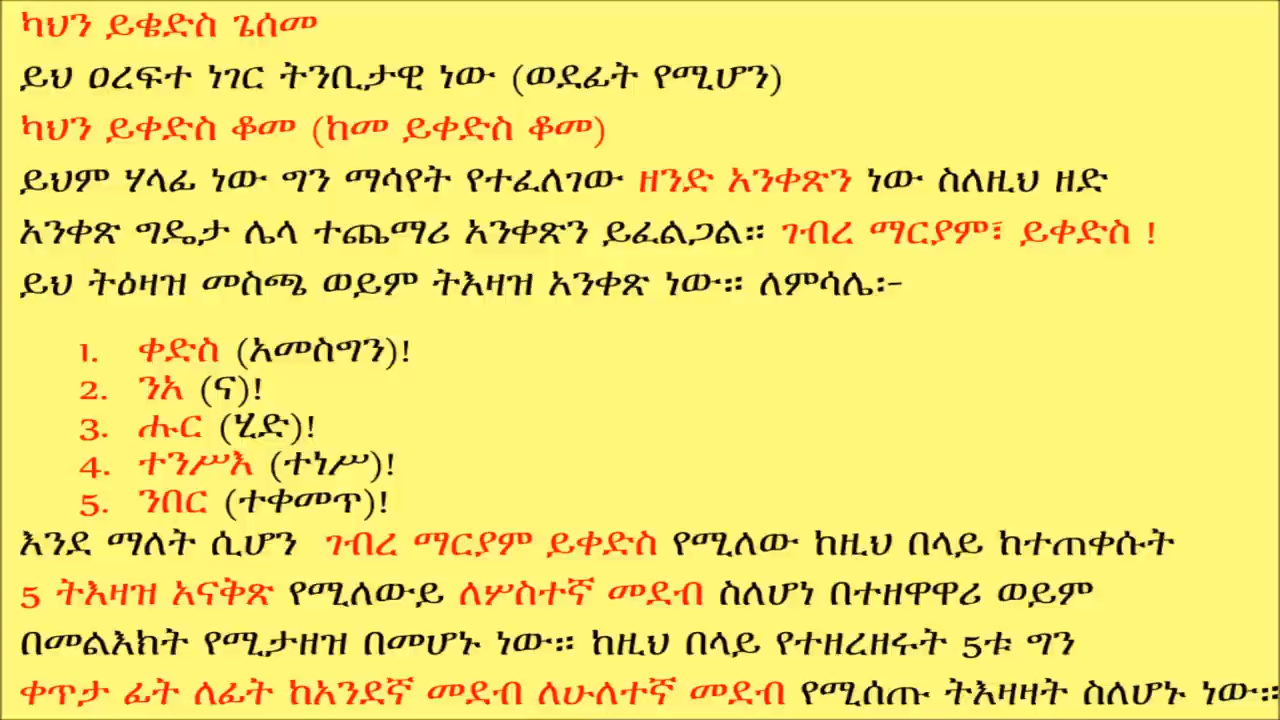 ካህን ይቄድስ ጌሰመ
ይህ ዐረፍተ ነገር ትንቢታዊ ነው (ወደፊት የሚሆን)
ካህን ይቀድስ ቆመ (ከመ ይቀድስ ቆመ)
ይህም ሃላፊ ነው ግን ማሳየት የተፈለገው ዘንድ አንቀጽን ነው ስለዚህ ዘድ
አንቀጽ ግዴታ ሌላ ተጨማሪ አንቀጽን ይፈልጋል። ገብረ ማርያም፣ ይቀድስ !
ይህ ትዕዛዝ መስጫ ወይም ትእዛዝ አንቀጽ ነው። ለምሳሌ፡-
1. ቀድስ (አመስግን)!
2. ንአ (ና)!
3. ሑር (ሂድ)!
4. ተንሥእ (ተነሥ)!
5. ንበር (ተቀመጥ)!
እንደ ማለት ሲሆን ገብረ ማርያም ይቀድስ የሚለው ከዚህ በላይ ከተጠቀሱት
5 ትእዛዝ አናቅጽ የሚለውይ ለሦስተኛ መደብ ስለሆነ በተዘዋዋሪ ወይም
በመልእክት የሚታዘዝ በመሆኑ ነው። ከዚህ በላይ የተዘረዘሩት 5ቱ ግን
ቀጥታ ፊት ለፊት ከአንደኛ መደብ ለሁለተኛ መደብ የሚሰጡ ትእዛዛት ስለሆኑ ነው።